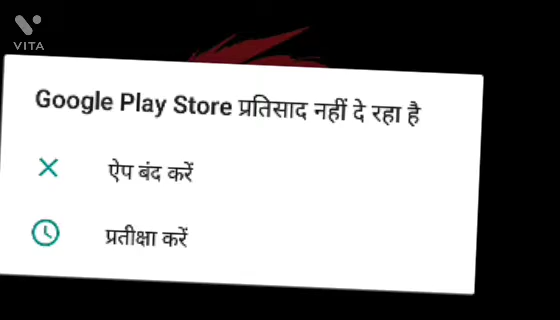 VITA
Google Play Store प्रतिसाद नहीं दे रहा है
ऐप बंद करें
प्रतीक्षा करें